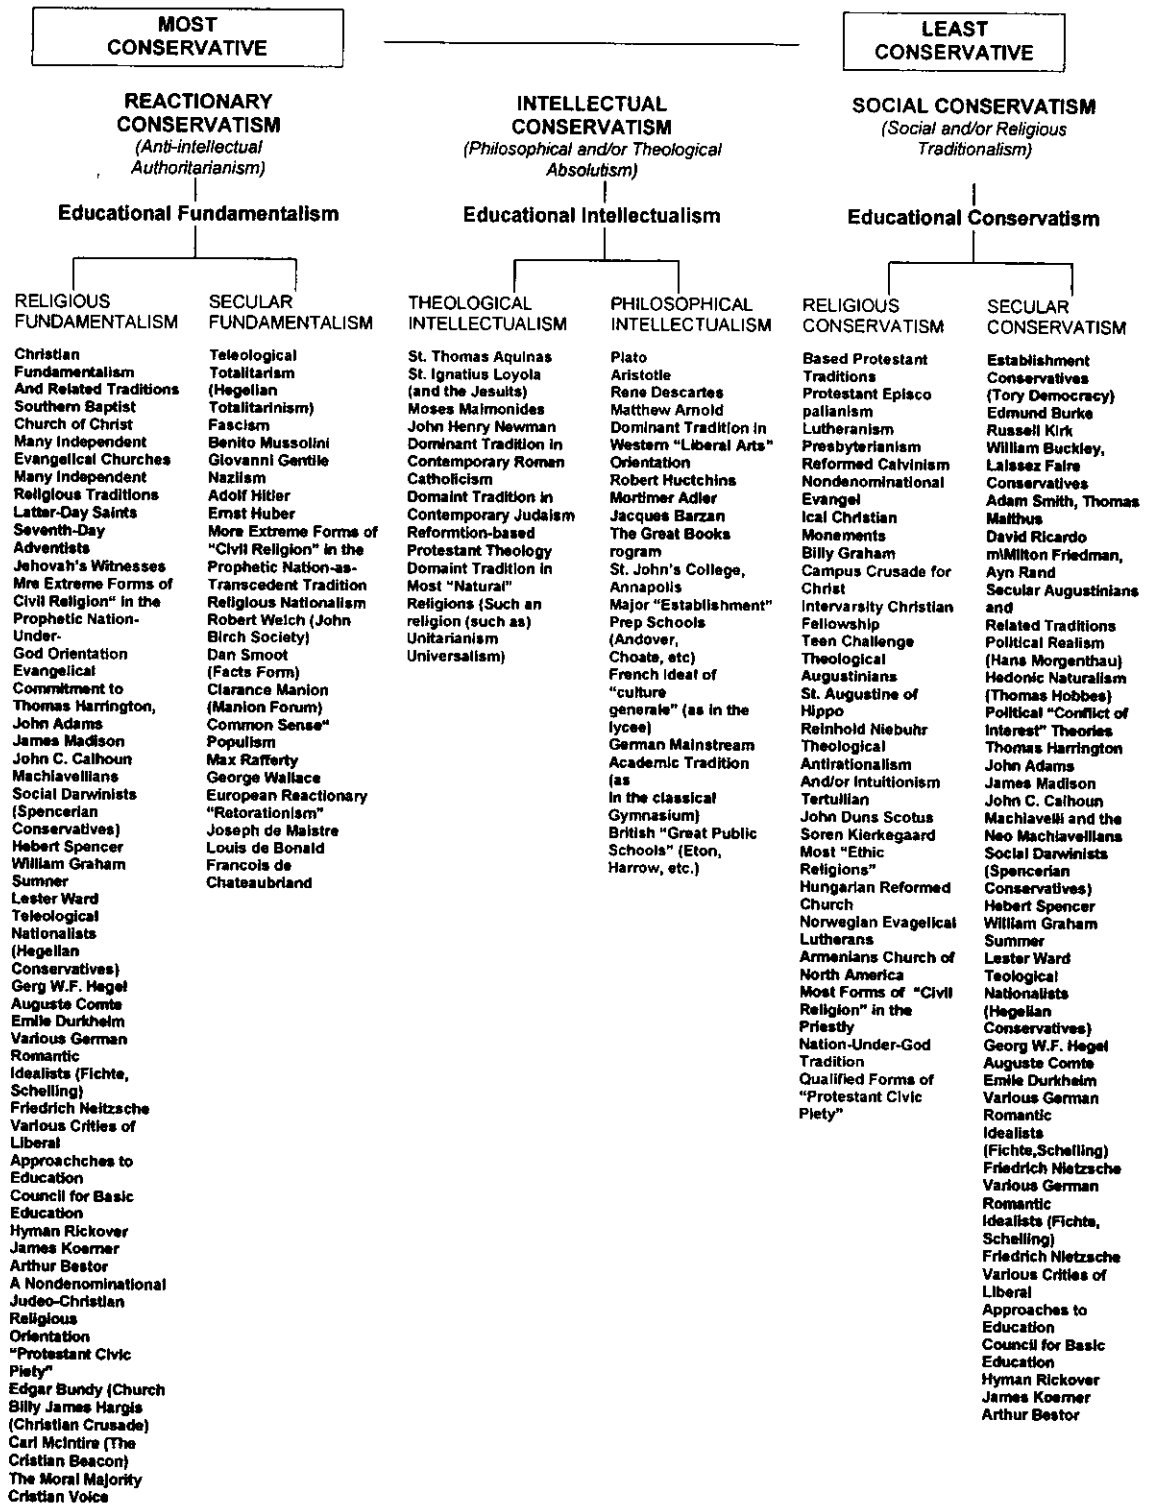 MOST
CONSERVATIVE
LEAST
CONSERVATIVE
REACTIONARY
CONSERVATISM
(Anti-intellectual
Authoritarianism)
Educational Fundamentalism
INTELLECTUAL
CONSERVATISM
(Philosophical and/or Theological
Absolutism)
Educational Intellectualism
SOCIAL CONSERVATISM
(Social and/or Religious
Traditionalism)
Educational Conservatism
RELIGIOUS
FUNDAMENTALISM
Christian
Fundamentalism
And Related Traditions
Southern Baptist
Church of Christ
Many Independent
Evangelical Churches
Many Independent
Religious Traditions
Latter-Day Saints
Seventh-Day
Adventists
Jehovah's Witnesses
Mre Extreme Forms of
Civil Religion" in the
Prophetic Nation-
Under-
God Orientation
Evangelical
Commitment to
Thomas Harrington,
John Adams
James Madison
John C. Calhoun
Machiavellians
Social Darwinists
(Spencerian
Conservatives)
Hebert Spencer
William Graham
Sumner
Lester Ward
Teleological
Nationalists
(Hegelian
Conservatives)
Gerg W.F. Hegel
Auguste Comte
Emile Durkheim
Various German
Romantic
Idealists (Fichte,
Schelling)
Friedrich Neitzsche
Various Crities of
Liberal
Approachches to
Education
Council for Basic
Education
Hyman Rickover
James Koerner
Arthur Bestor
A Nondenominational
Judeo-Christian
Religious
Orientation
"Protestant Civic
Piety"
Edgar Bundy (Church
Billy James Hargis
(Christian Crusade)
Carl McIntire (The
Cristian Beacon)
The Moral Majority
Cristian Voice
SECULAR
FUNDAMENTALISM
Teleological
Totalitarism
(Hegelian
Totalitarinism)
Fascism
Benito Mussolini
Giovanni Gentile
Naziism
Adolf Hitler
Ernst Huber
More Extreme Forms of
"Civil Religion" in the
Prophetic Nation-as-
Transcedent Tradition
Religious Nationalism
Robert Welch (John
Birch Society)
Dan Smoot
(Facts Form)
Clarance Manion
(Manion Forum)
Common Sense"
Populism
Max Rafferty
George Wallace
European Reactionary
"Retorationism"
Joseph de Maistre
Louis de Bonald
Francois de
Chateaubriand
THEOLOGICAL
INTELLECTUALISM
St. Thomas Aquinas
St. Ignatius Loyola
(and the Jesuits)
Moses Maimonides
John Henry Newman
Dominant Tradition in
Contemporary Roman
Catholicism
Domaint Tradition in
Contemporary Judaism
Reformtion-based
Protestant Theology
Domaint Tradition in
Most "Natural"
Religions (Such an
religion (such as)
Unitarianism
Universalism)
PHILOSOPHICAL
INTELLECTUALISM
Plato
Aristotle
Rene Descartes
Matthew Arnold
Dominant Tradition in
Western "Liberal Arts"
Orientation
Robert Huctchins
Mortimer Adler
Jacques Barzan
The Great Books
rogram
St. John's College,
Annapolis
Major "Establishment"
Prep Schools
(Andover,
Choate, etc)
French Ideaf of
"culture
generale" (as in the
lycee)
German Mainstream
Academic Tradition
(as
In the classical
Gymnasium)
British "Great Public
Schools" (Eton,
Harrow, etc.)
RELIGIOUS
CONSERVATISM
Based Protestant
Traditions
Protestant Episco
palianism
Lutheranism
Presbyterianism
Reformed Calvinism
Nondenominational
Evangel
Ical Christian
Monements
Billy Graham
Campus Crusade for
Christ
Intervarsity Christian
Fellowship
Teen Challenge
Theological
Augustinians
St. Augustine of
Hippo
Reinhold Niebuhr
Theological
Antirationalism
And/or Intuitionism
Tertullian
John Duns Scotus
Soren Kierkegaard
Most "Ethic
Religions"
Hungarian Reformed
Church
Norwegian Evagelical
Lutherans
Armenians Church of
North America
Most Forms of "Civil
Religion" in the
Priestly
Nation-Under-God
Tradition
Qualified Forms of
"Protestant Civic
Piety"
SECULAR
CONSERVATISM
Establishment
Conservatives
(Tory Democracy)
Edmund Burke
Russell Kirk
William Buckley,
Laissez Faire
Conservatives
Adam Smith, Thomas
Malthus
David Ricardo
m\Milton Friedman,
Ayn Rand
Secular Augustinians
and
Related Traditions
Political Realism
(Hans Morgenthau)
Hedonic Naturalism
(Thomas Hobbes)
Political "Conflict of
Interest" Theories
Thomas Harrington
John Adams
James Madison
John C. Calhoun
Machiavelli and the
Neo Machiavellians
Social Darwinists
(Spencerian
Conservatives)
Hebert Spencer
William Graham
Summer
Lester Ward
Teological
Nationalists
(Hegelian
Conservatives)
Georg W.F. Hegel
Auguste Comte
Emile Durkheim
Various German
Romantic
Idealists
(Fichte,Schelling)
Friedrich Nietzsche
Various German
Romantic
Idealists (Fichte,
Schelling)
Friedrich Nietzsche
Various Crities of
Liberal
Approaches to
Education
Council for Basic
Education
Hyman Rickover
James Koerner
Arthur Bestor